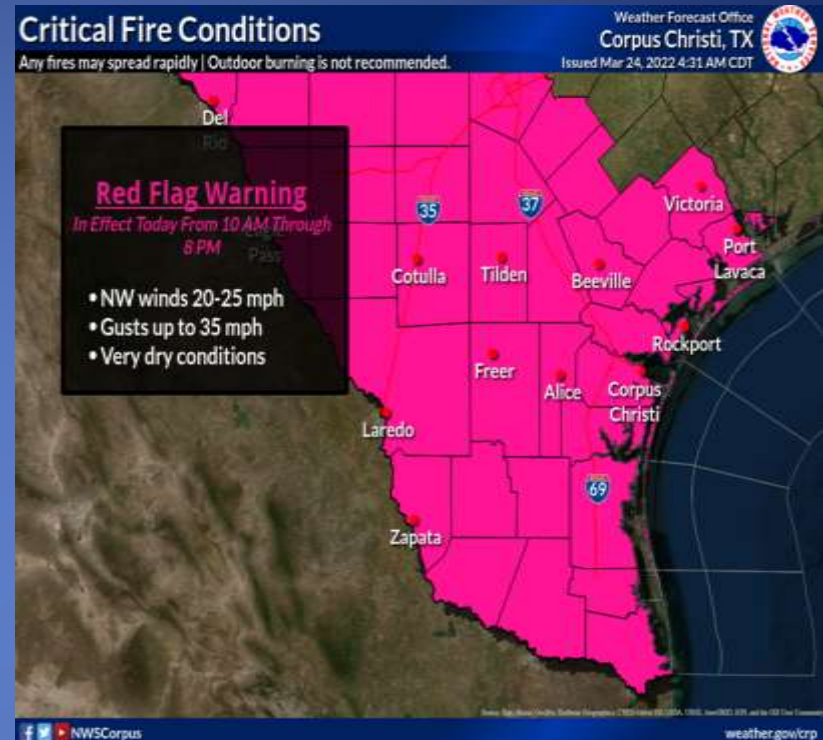 Critical Fire Conditions
Any fires may spread rapidly | Outdoor burning is not recommended.
Weather Forecast Office
Corpus Christi, TX
Issued Mar 24, 2022 4:31 AM CDT
Del
Rio
Red Flag Warning
In Effect Today From 10 AM Through
8 PM
Pass
• NW winds 20-25 mph
• Gusts up to 35 mph
• Very dry conditions
35
37
Victoria
Port
Lavaca
Cotulla
Tilden
Beeville
Rockport
Freer
Alice
Corpus
Christi
Laredo
69
Zapata
NWSCorpus
weather.gov/crp